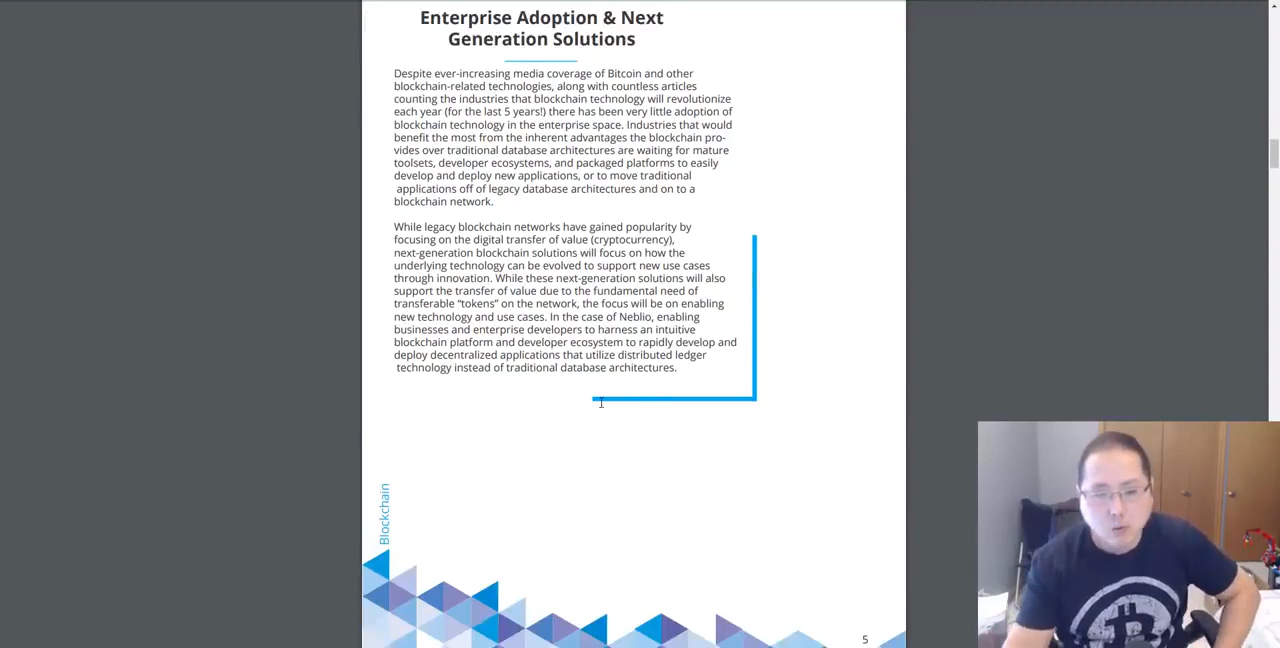 Enterprise Adoption & Next
Generation Solutions
Despite ever-increasing media coverage of Bitcoin and other
blockchain-related technologies, along with countless articles
counting the industries that blockchain technology will revolutionize
each year (for the last 5 years!) there has been very little adoption of
blockchain technology in the enterprise space. Industries that would
benefit the most from the inherent advantages the blockchain pro-
vides over traditional database architectures are waiting for mature
toolsets, developer ecosystems, and packaged platforms to easily
develop and deploy new applications, or to move traditional
applications off of legacy database architectures and on to a
blockchain network.
While legacy blockchain networks have gained popularity by
focusing on the digital transfer of value (cryptocurrency),
next-generation blockchain solutions will focus on how the
underlying technology can be evolved to support new use cases
through innovation. While these next-generation solutions will also
support the transfer of value due to the fundamental need of
transferable “tokens” on the network, the focus will be on enabling
new technology and use cases. In the case of Neblio, enabling
businesses and enterprise developers to harness an intuitive
blockchain platform and developer ecosystem to rapidly develop and
deploy decentralized applications that utilize distributed ledger
technology instead of traditional database architectures.
Blockchain
5